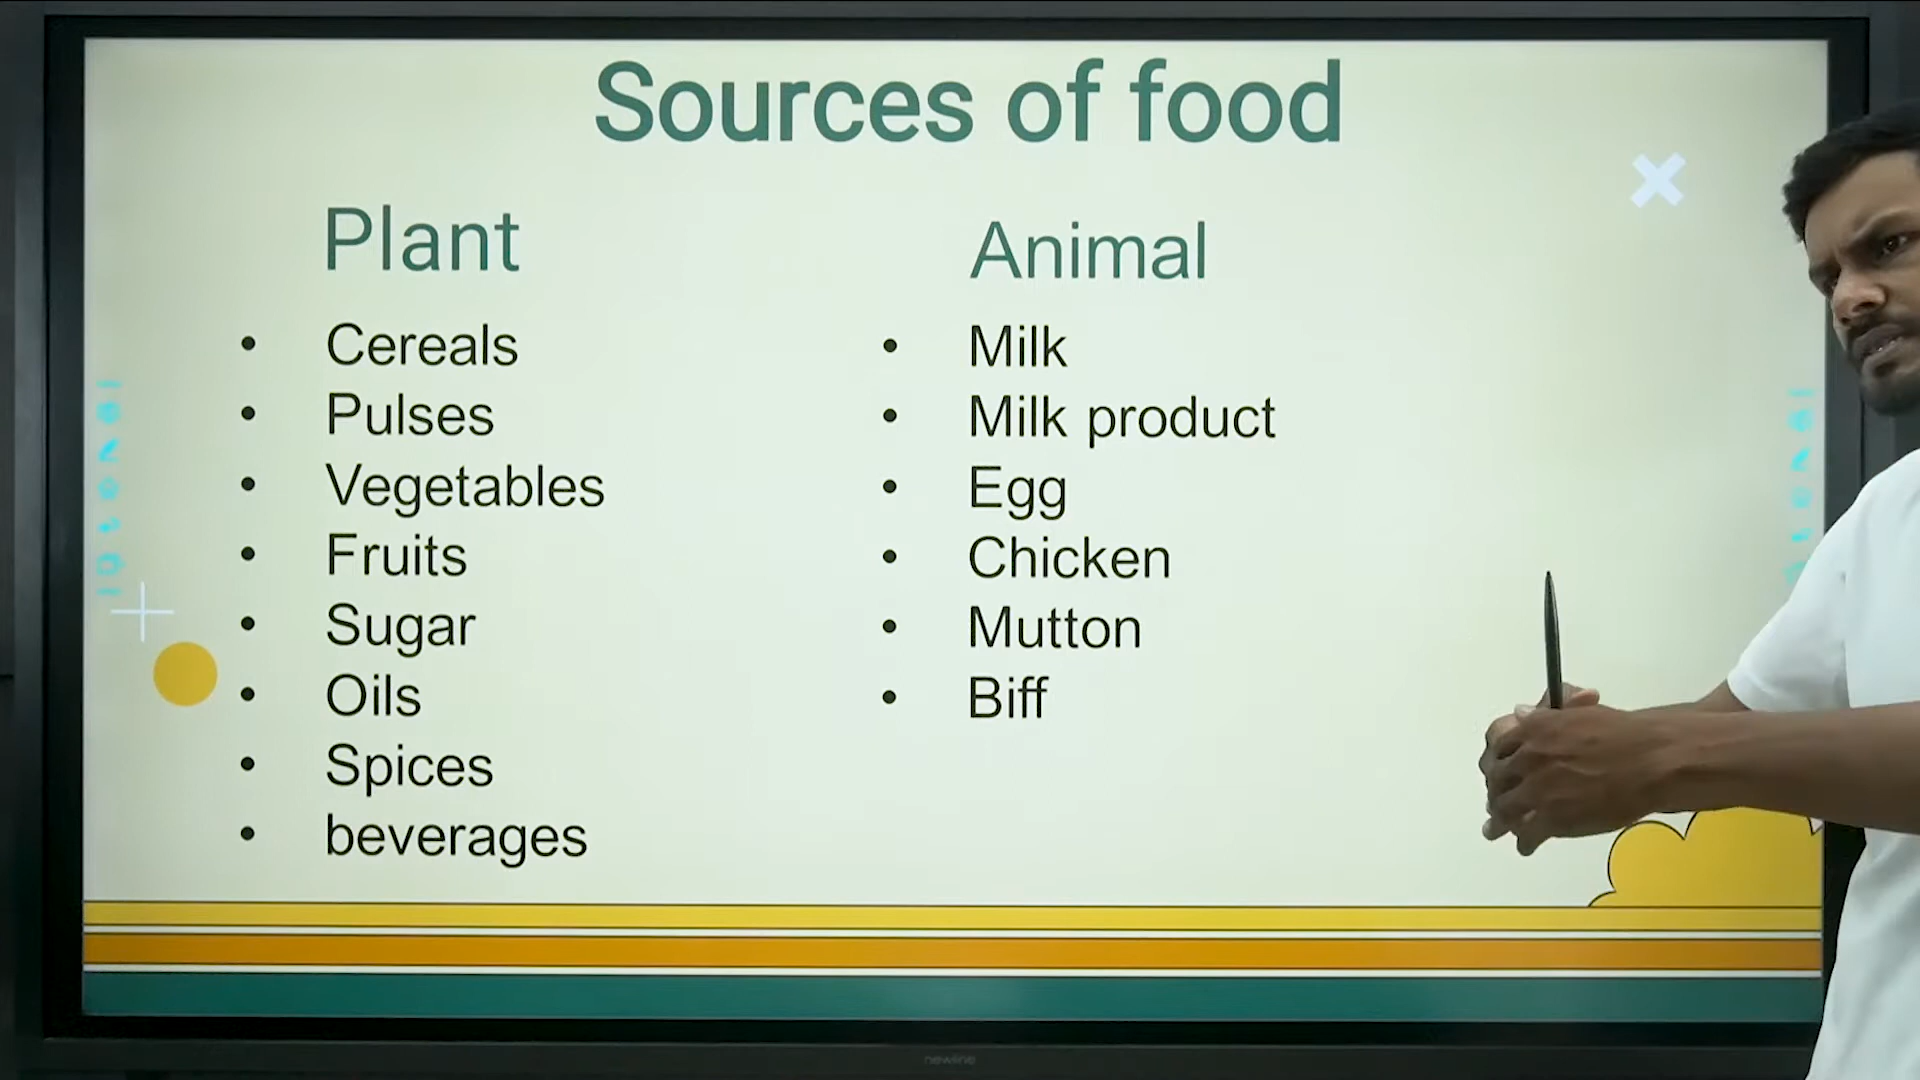 Sources of food
Plant
Cereals
Pulses
Vegetables
Fruits
Sugar
Oils
Spices
beverages
Animal
Milk
Milk product
Egg
Chicken
Mutton
Biff
newline